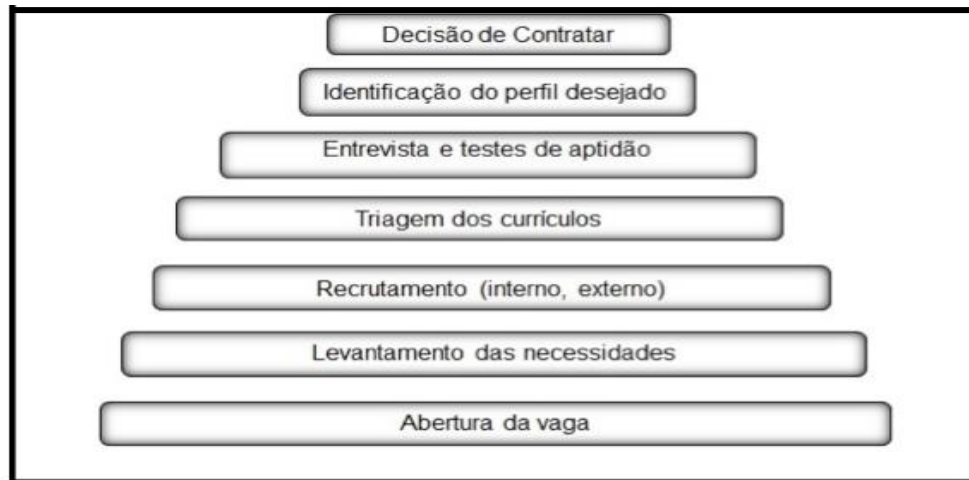 Decisão de Contratar
Identificação do perfil desejado
Entrevista e testes de aptidão
Triagem dos currículos
Recrutamento (interno, externo)
Levantamento das necessidades
Abertura da vaga